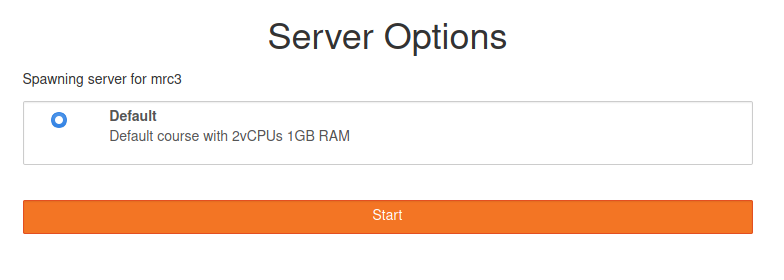 Server Options
Spawning server for mrc3
Default
Default course with 2vCPUs 1GB RAM
Start